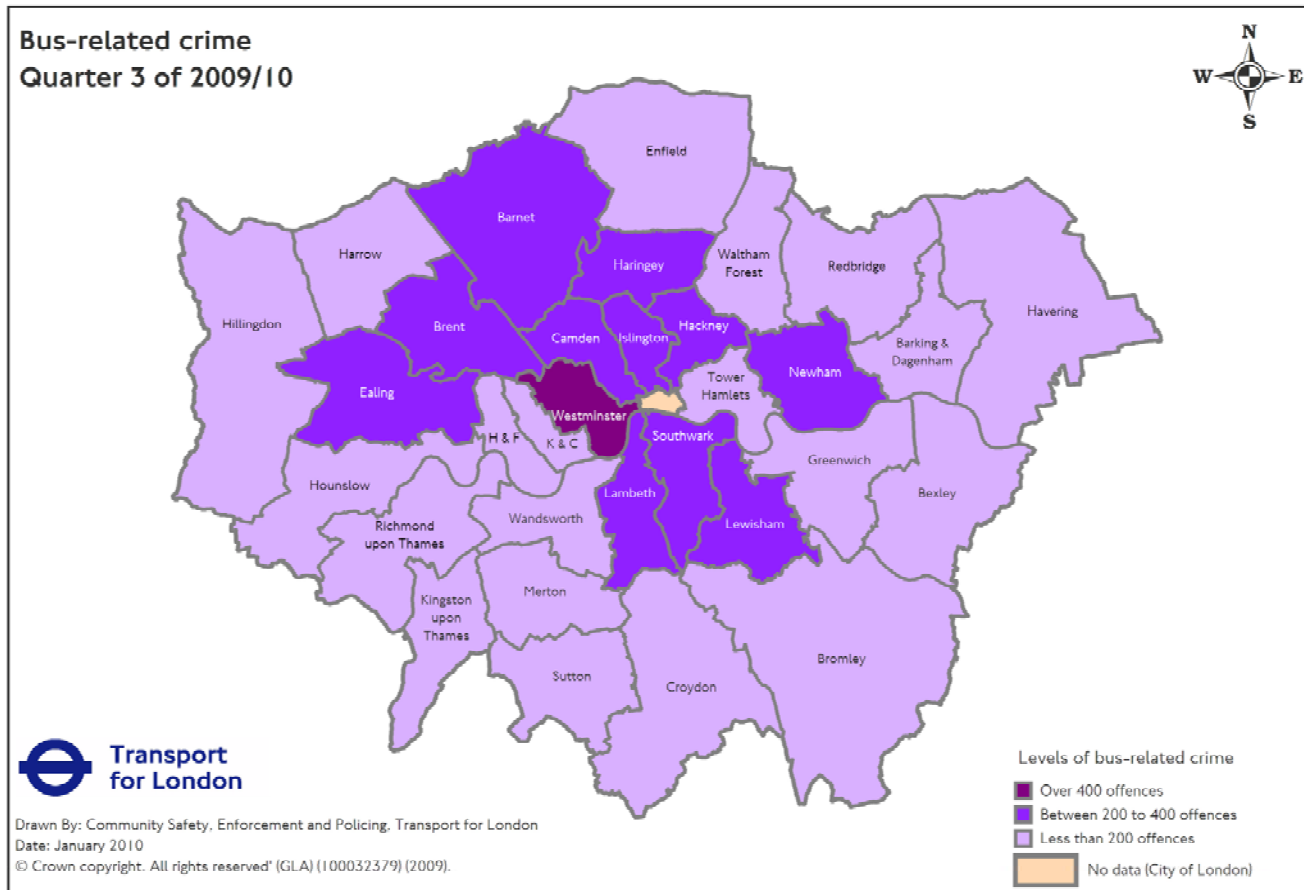 Bus-related crime
Quarter 3 of 2009/10
N
W
E
S
Enfield
Barnet
Harrow
Haringey
Waltham
Forest
Redbridge
Havering
Hillingdon
Brent
Camden
Islington
Hackney
Barking &
Dagenham
Ealing
Newham
Tower
Hamlets
Westminster
H & F
K & C
Southwark
Greenwich
Bexley
Hounslow
Lambeth
Wandsworth
Lewisham
Richmond
upon Thames
Kingston
upon
Thames
Merton
Sutton
Croydon
Bromley
Transport
for London
Levels of bus-related crime
Over 400 offences
Between 200 to 400 offences
Less than 200 offences
No data (City of London)
Drawn By: Community Safety, Enforcement and Policing, Transport for London
Date: January 2010
© Crown copyright. All rights reserved' (GLA) (100032379) (2009).